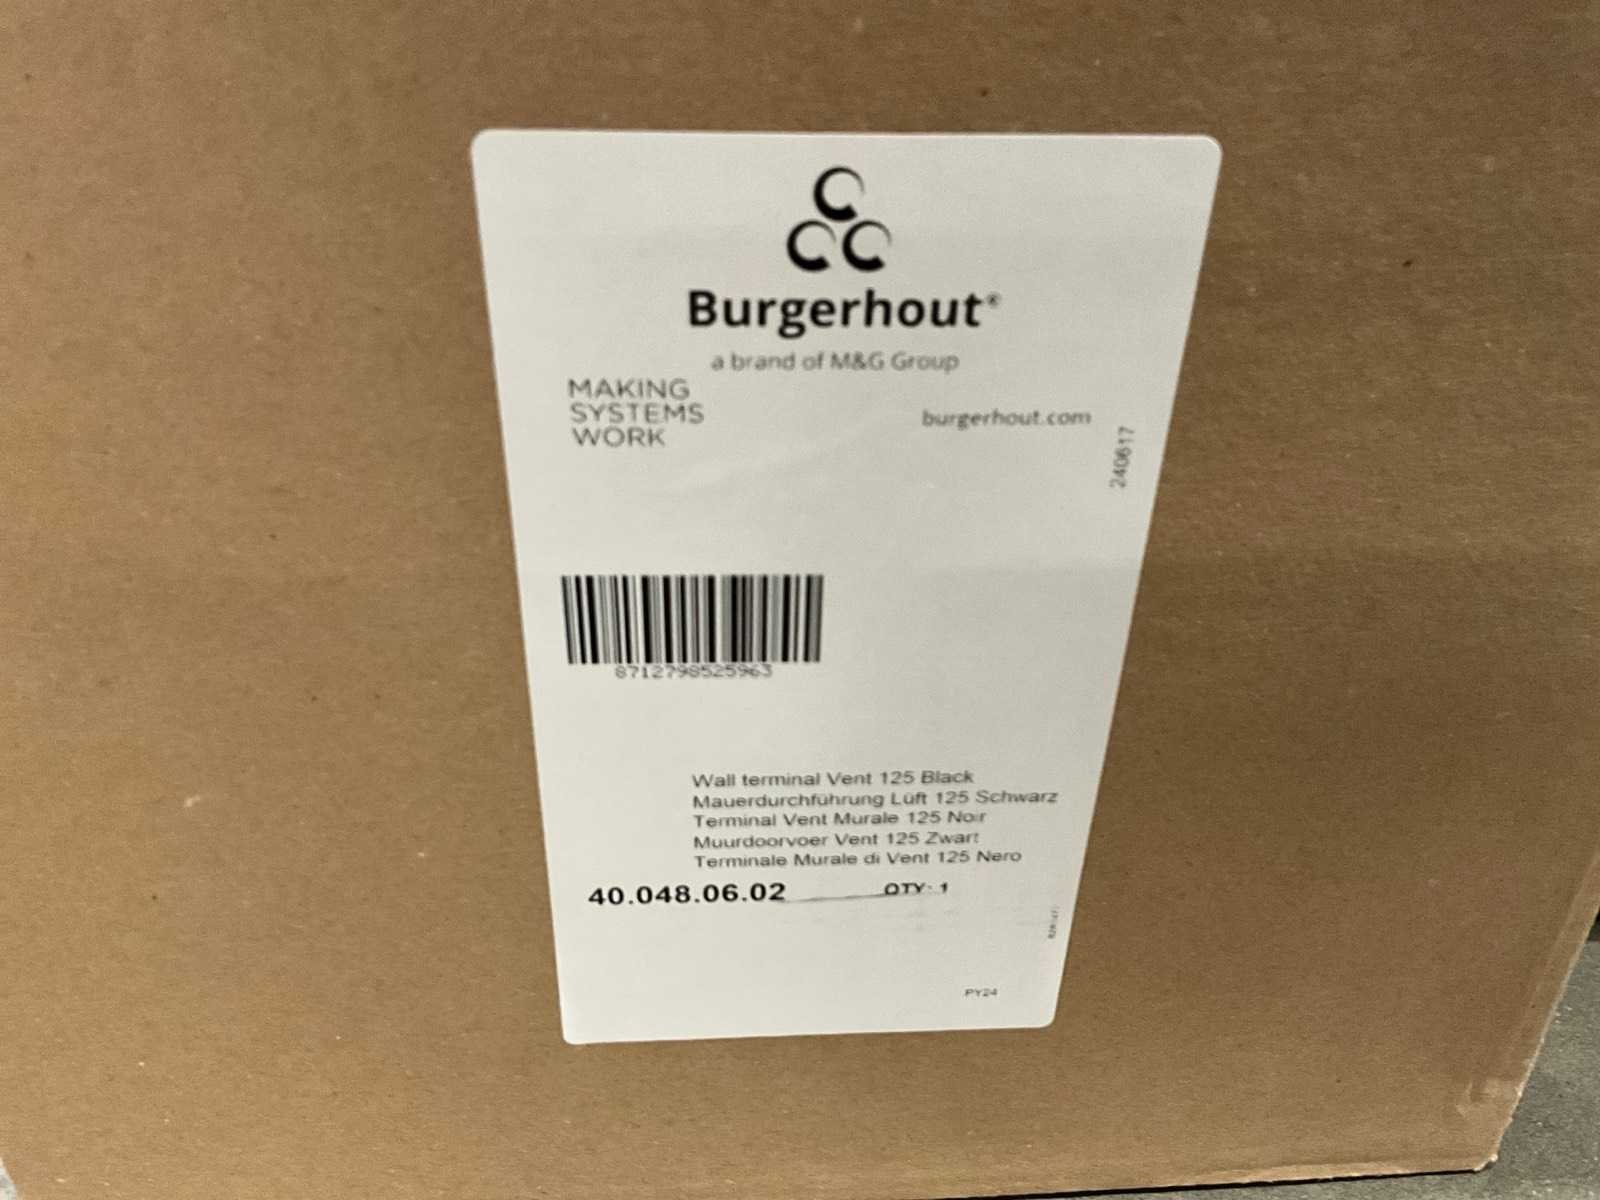 Burgerhout®
a brand of M&G Group
MAKING
SYSTEMS
WORK
burgerhout.com
240617
8712798525963
Wall terminal Vent 125 Black
Mauerdurchführung Lüft 125 Schwarz
Terminal Vent Murale 125 Noir
Muurdoorvoer Vent 125 Zwart
Terminale Murale di Vent 125 Nero
40.048.06.02 QTY: 1
PY24